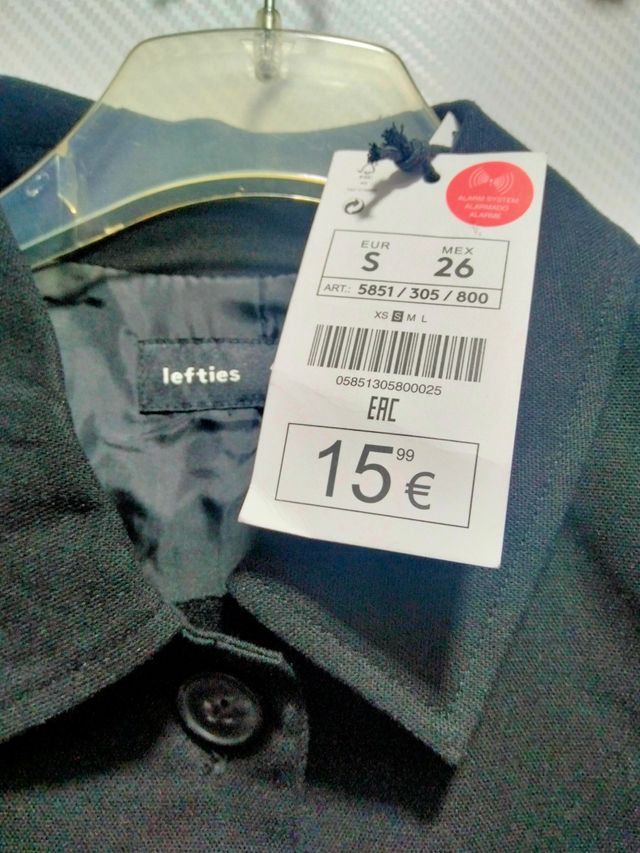 ALARM SYSTEM
ALARMADO
ALARME
EUR MEX
S 26
ART.: 5851 / 305 / 800
XS S M L
05851305800025
EAC
15 99 €
lefties